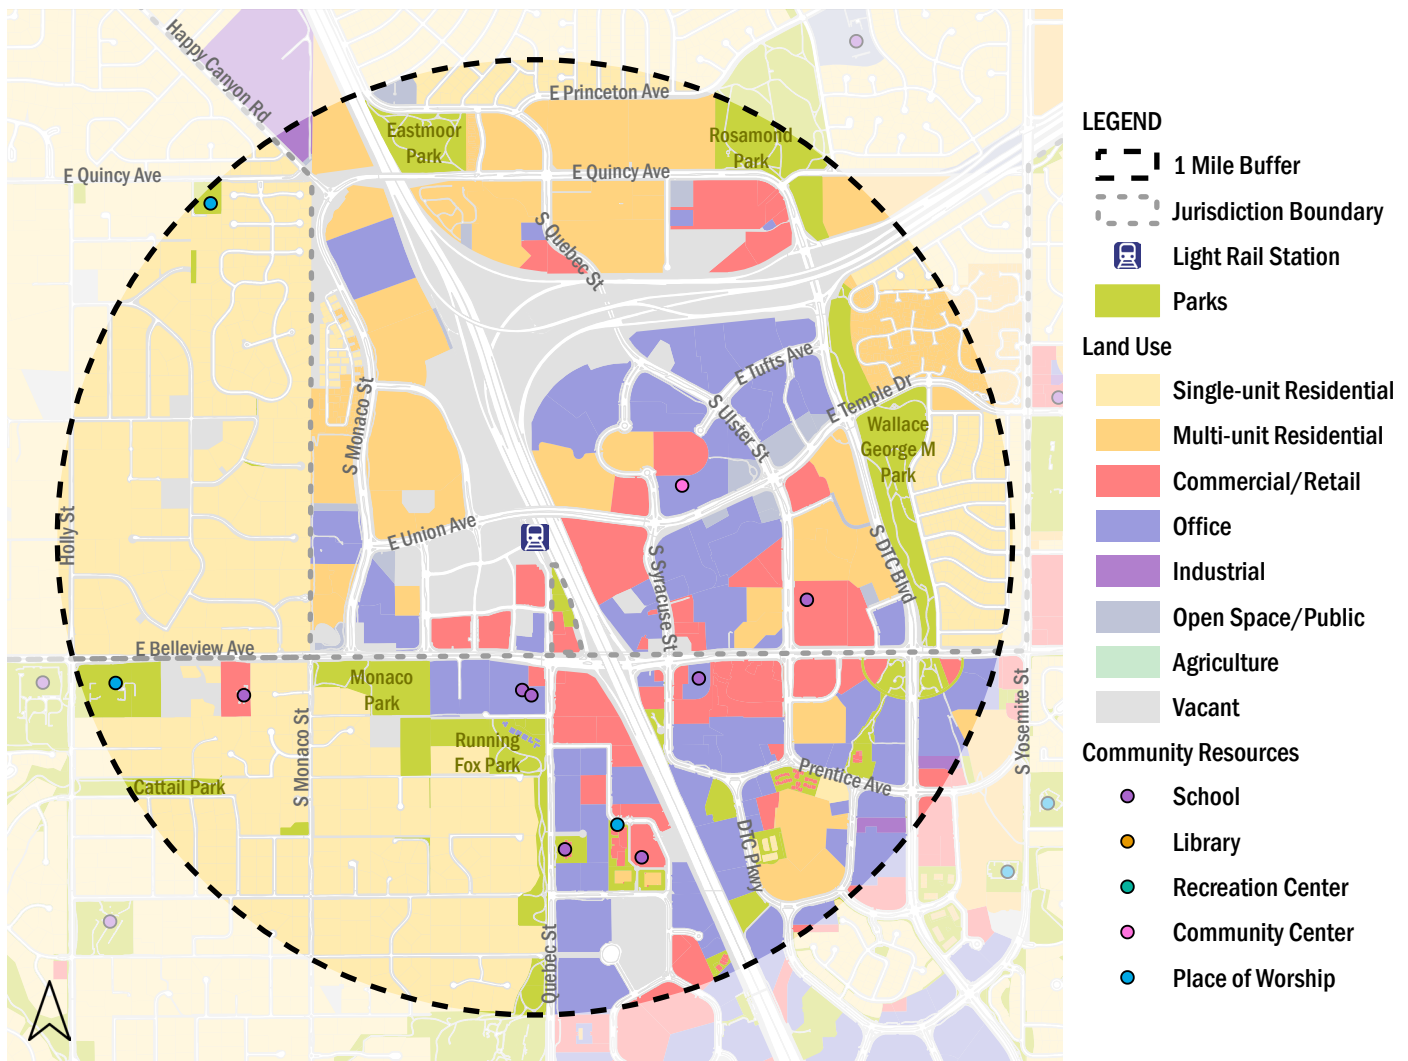 Happy Canyon Rd
E Princeton Ave
Eastmoor
Park
Rosamond
Park
E Quincy Ave
E Quincy Ave
S Quebec St
E Tufts Ave
S Ulster St
E Temple Dr
Wallace
George M
Park
S Monaco St
E Union Ave
Holly St
S Syracuse St
S DTC Blvd
E Belleview Ave
Monaco
Park
Running
Fox Park
S Monaco St
Cattail Park
Prentice Ave
DTC Pkwy
S Yosemite St
Quebec St
LEGEND
1 Mile Buffer
Jurisdiction Boundary
Light Rail Station
Parks
Land Use
Single-unit Residential
Multi-unit Residential
Commercial/Retail
Office
Industrial
Open Space/Public
Agriculture
Vacant
Community Resources
School
Library
Recreation Center
Community Center
Place of Worship